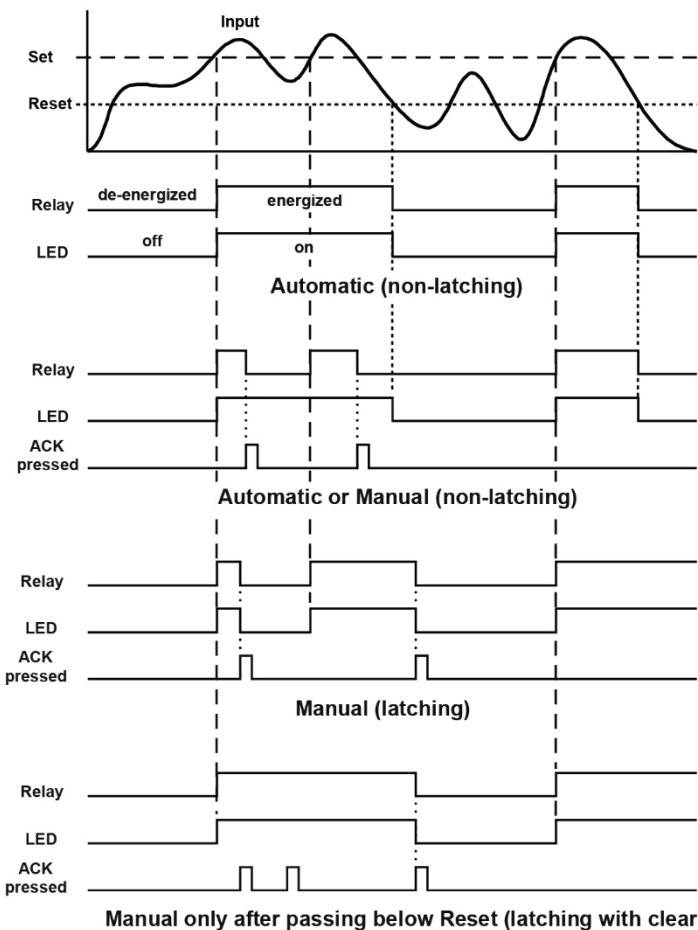 Input
Set
Reset
Relay
de-energized
energized
LED
off
on
Automatic (non-latching)
Relay
LED
ACK
pressed
Automatic or Manual (non-latching)
Relay
LED
ACK
pressed
Manual (latching)
Relay
LED
ACK
pressed
Manual only after passing below Reset (latching with clear